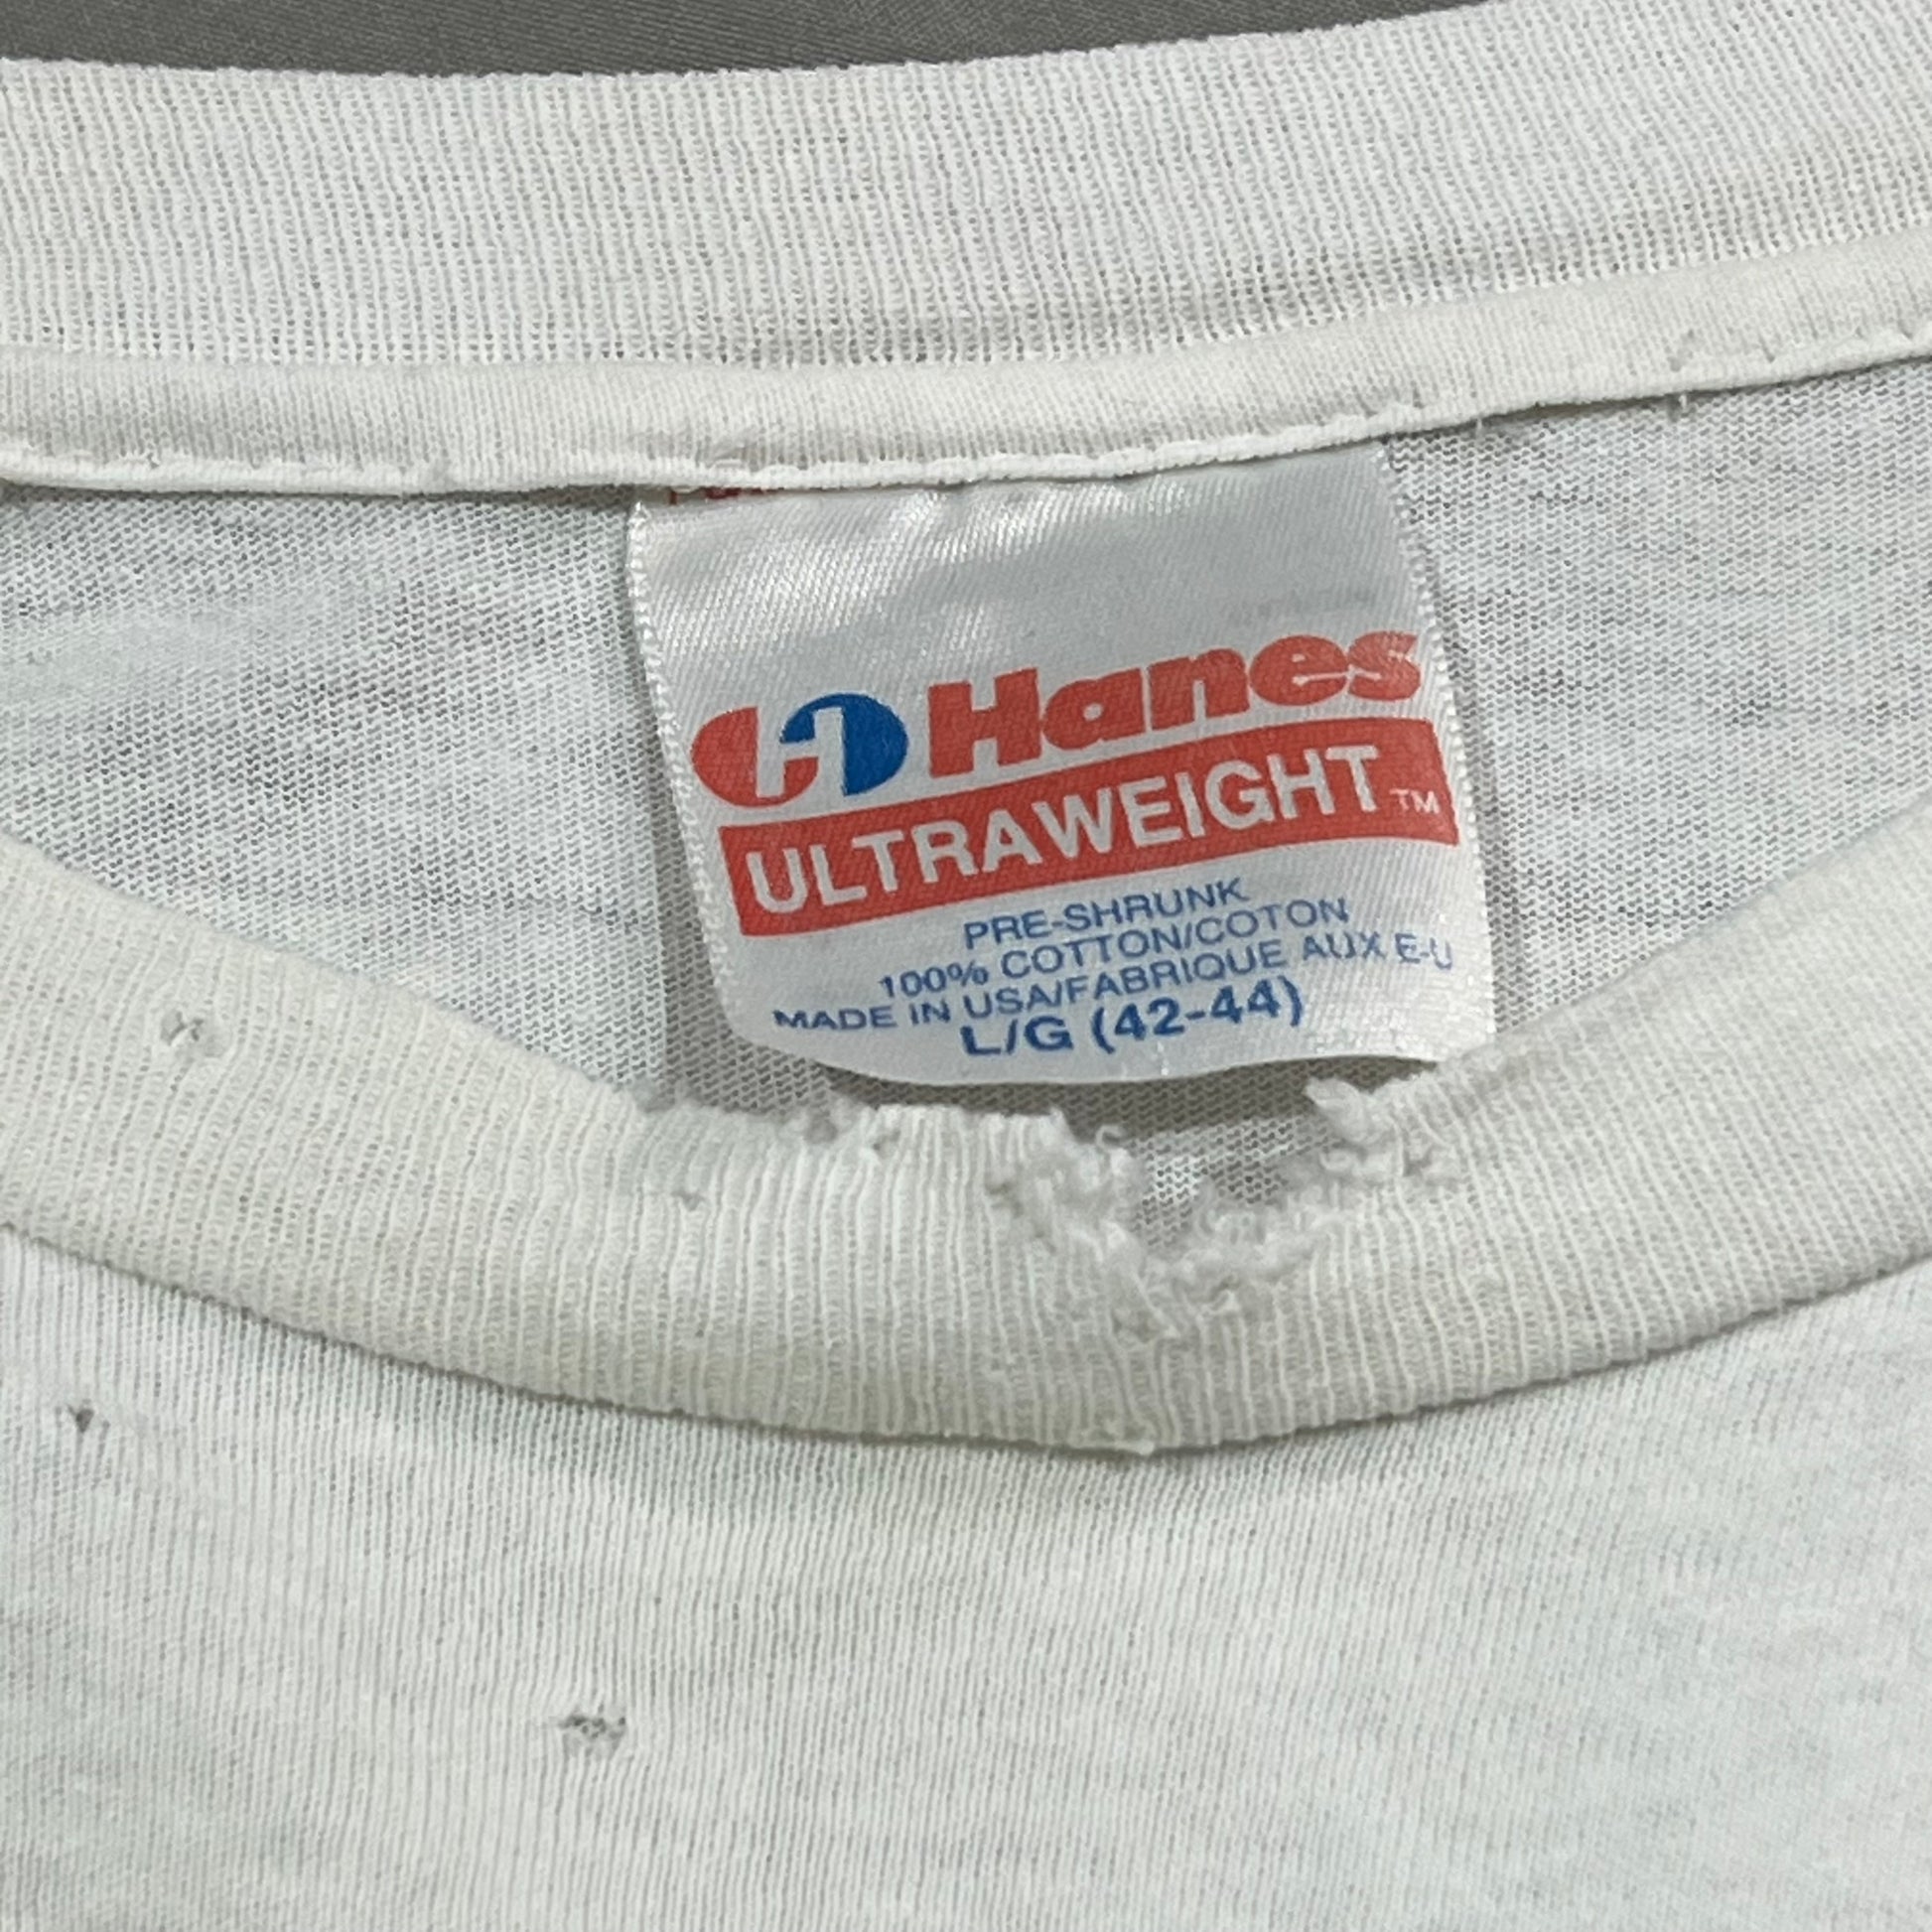 H Hanes
ULTRAWEIGHT™
PRE-SHRUNK
100% COTTON/COTON
MADE IN USA/FABRIQUE AUX E-U
L/G (42-44)